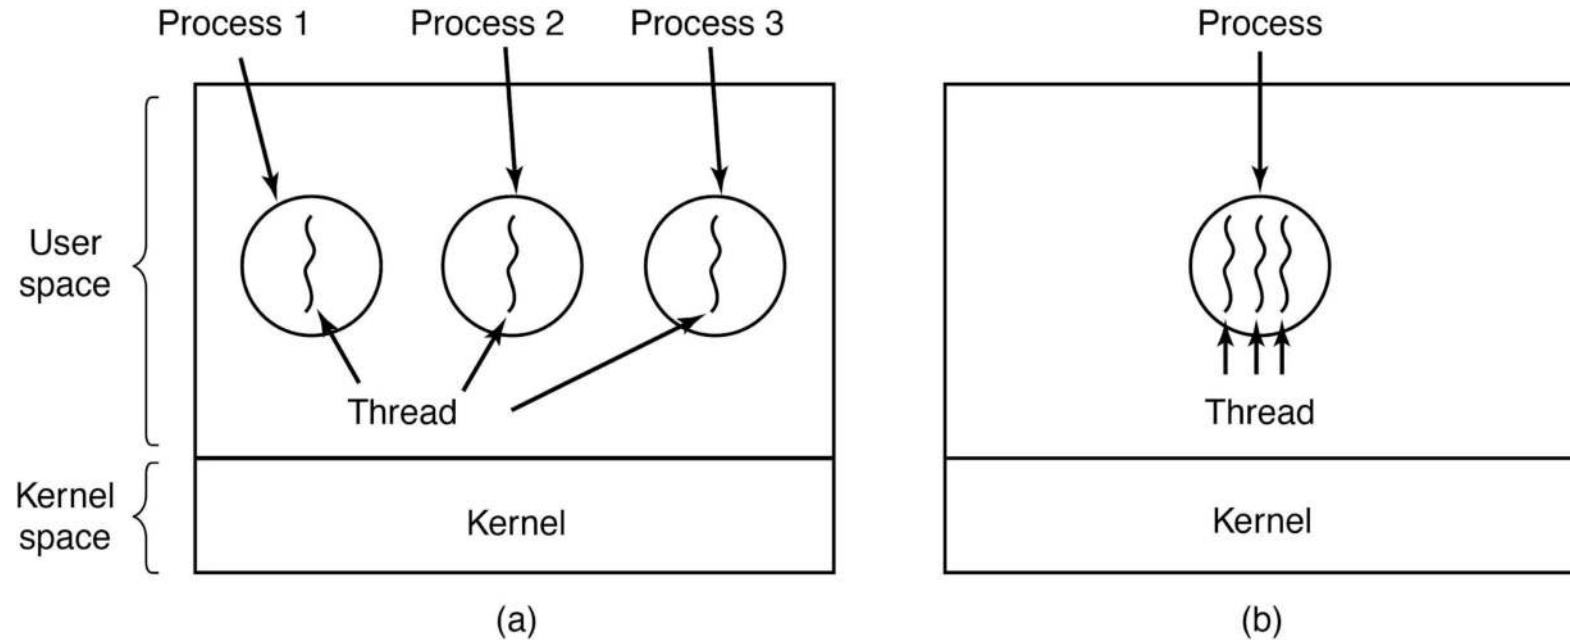 Process 1
Process 2
Process 3
Process
User
space
Thread
Thread
Kernel
space
Kernel
Kernel
(a)
(b)